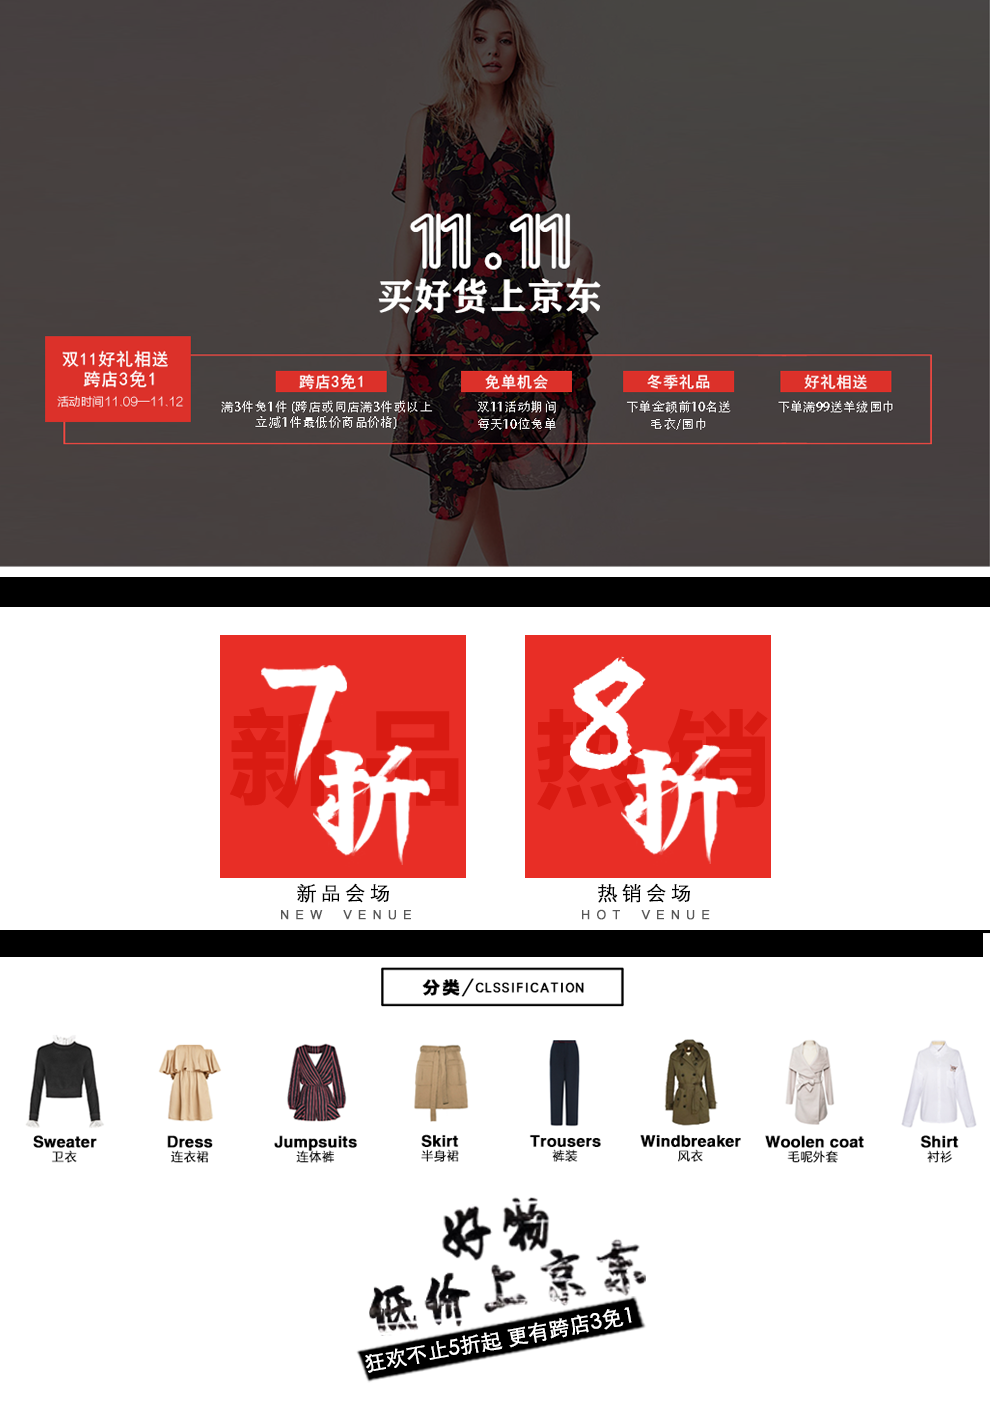 11.11
买好货上京东
双11好礼相送
跨店3免1
活动时间11.09—11.12
跨店3免1
满3件免1件 (跨店或同店满3件或以上
立减1件最低价商品价格)
免单机会
双11活动期间
每天10位免单
冬季礼品
下单金额前10名送
毛衣/围巾
好礼相送
下单满99送羊绒围巾
新品
7折
新品会场
NEW VENUE
热销
8折
热销会场
HOT VENUE
分类/CLSSIFICATION
Sweater
卫衣
Dress
连衣裙
Jumpsuits
连体裤
Skirt
半身裙
Trousers
裤装
Windbreaker
风衣
Woolen coat
毛呢外套
Shirt
衬衫
好物
低价上京东
狂欢不止5折起 更有跨店3免1